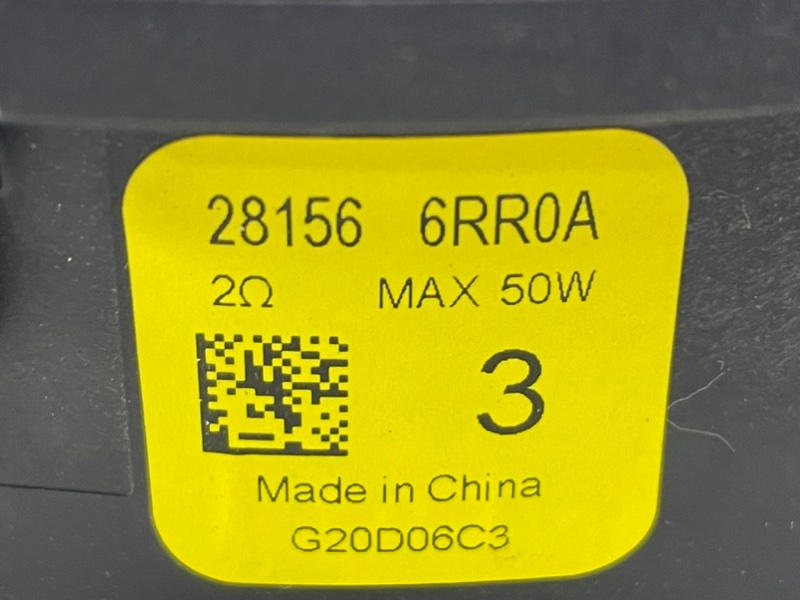 28156 6RR0A
2Ω MAX 50W
3
Made in China
G20D06C3